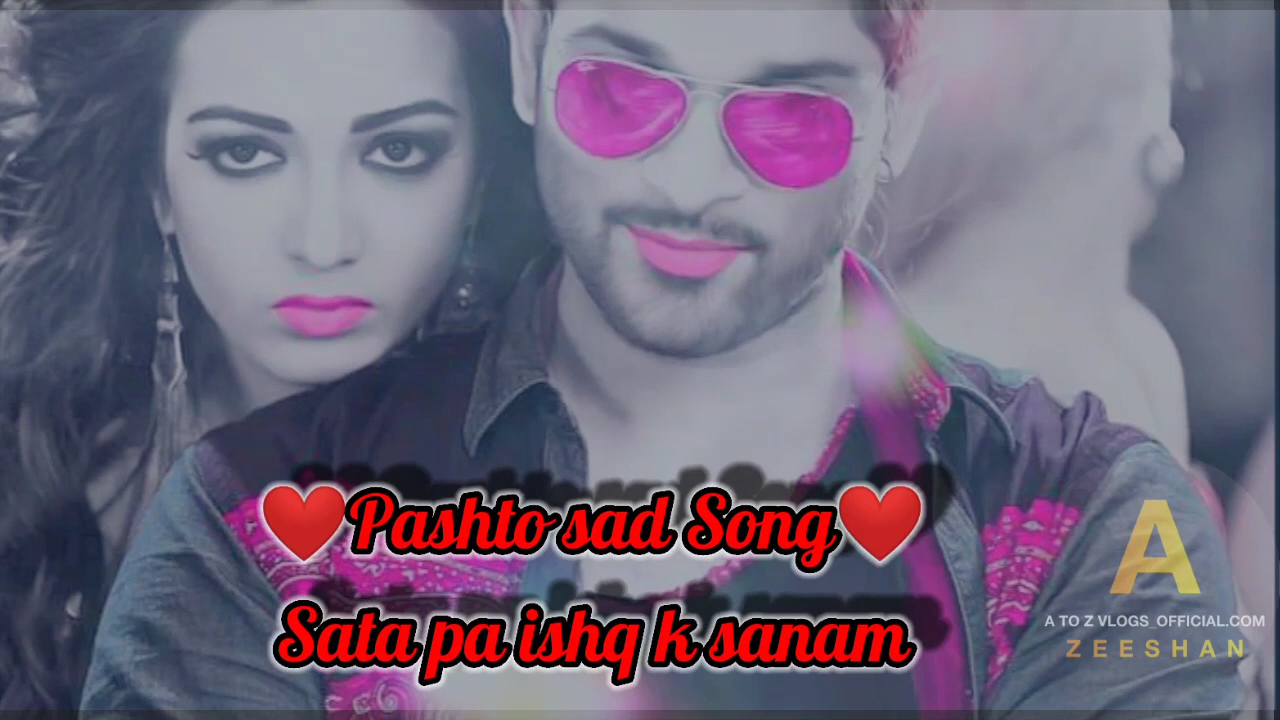 ❤️Pashto sad Song❤️
Sata pa ishq k sanam
A
A TO Z VLOGS_OFFICIAL.COM
ZEESHAN